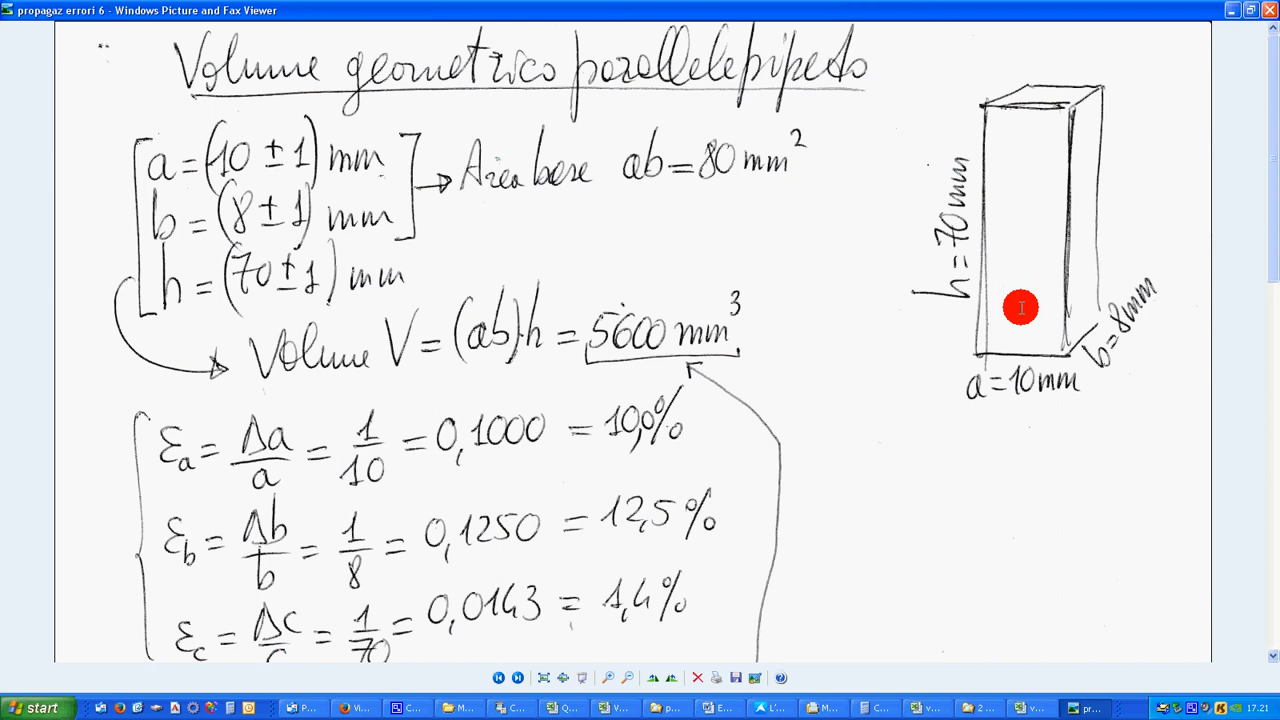 propagaz errori 6 - Windows Picture and Fax Viewer
Volume geometrico parallelepipedo
a = (10 ± 1) mm
b = (8 ± 1) mm
→ Area base ab = 80 mm²
h = (70 ± 1) mm
Volume V = (ab)·h = 5600 mm³
h = 70 mm
b = 8 mm
a = 10 mm
εa = Δa/a = 1/10 = 0,1000 = 10,0%
εb = Δb/b = 1/8 = 0,1250 = 12,5%
εc = Δc/c = 1/70 = 0,0143 = 1,4%
start P... Vi... C... M... C... Q... V... p... E... L'... M... C... v... 2 ... v... pr... 17.21